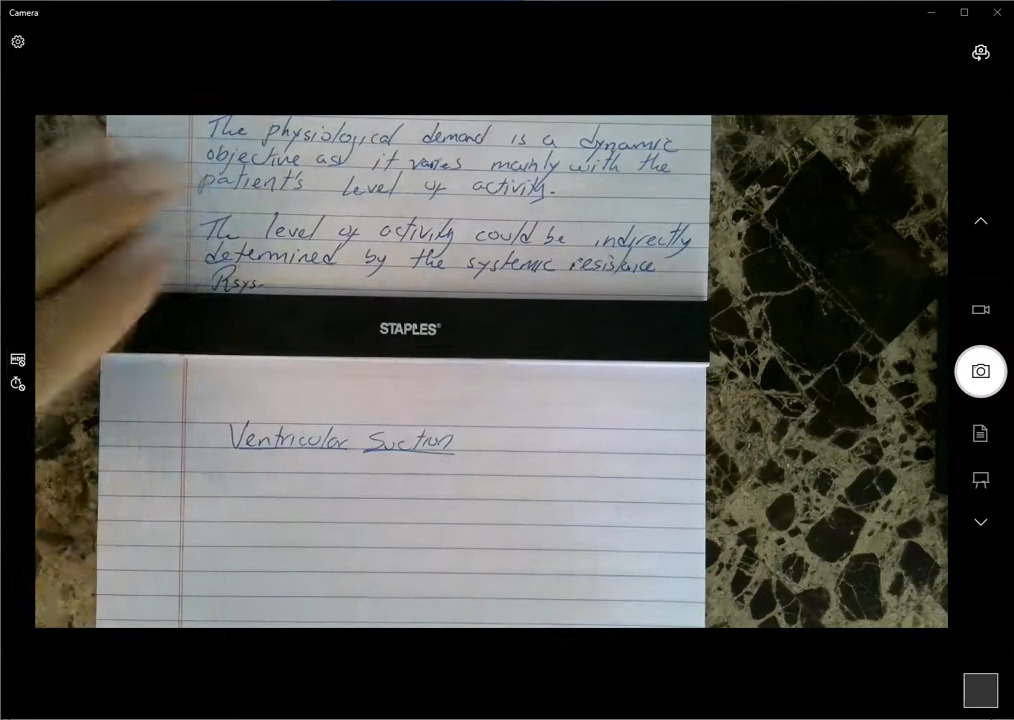 Camera
The physiological demand is a dynamic
objective as it varies mainly with the
patient's level of activity.
The level of activity could be indirectly
determined by the systemic resistance
Rsys.
STAPLES
Ventricular Suction